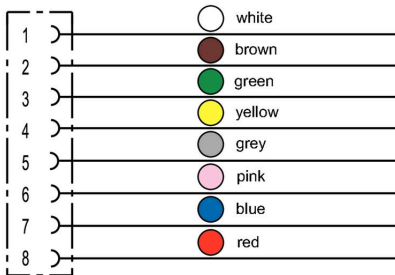 white
1
brown
2
green
3
yellow
4
grey
5
pink
6
blue
7
red
8